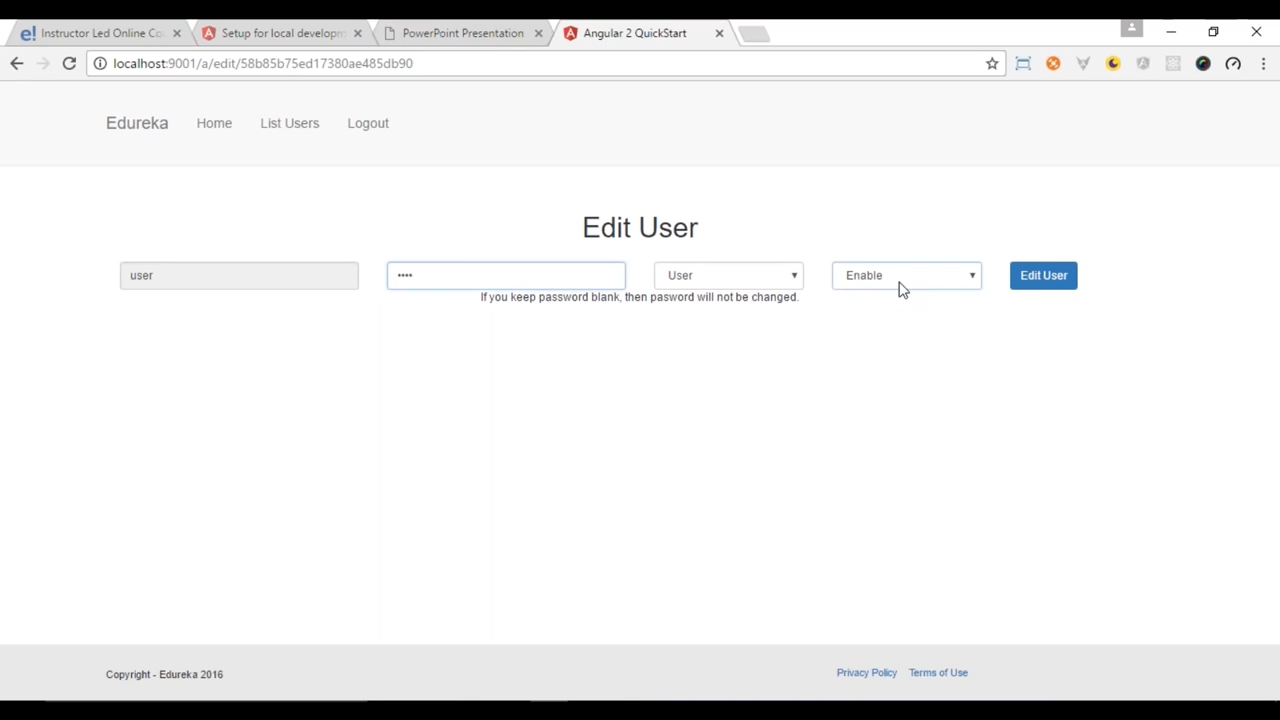 Instructor Led Online Co
Setup for local developm
PowerPoint Presentation
Angular 2 QuickStart
localhost:9001/a/edit/58b85b75ed17380ae485db90
Edureka Home List Users Logout
Edit User
user •••• User Enable Edit User
If you keep password blank, then pasword will not be changed.
Copyright - Edureka 2016
Privacy Policy Terms of Use